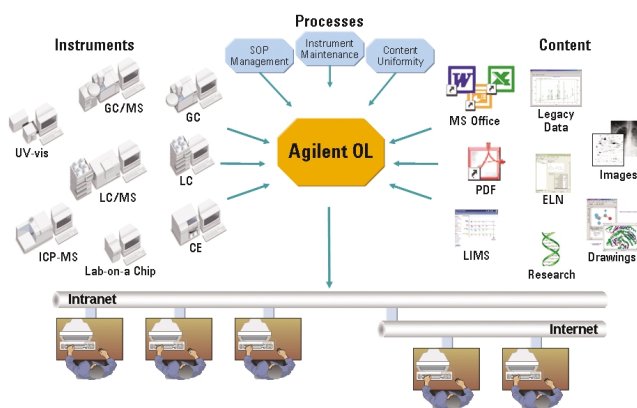 Processes
Instruments
Content
SOP
Management
Instrument
Maintenance
Content
Uniformity
GC/MS
GC
UV-vis
LC/MS
LC
ICP-MS
Lab-on-a Chip
CE
Agilent OL
MS Office
Legacy
Data
Images
PDF
ELN
LIMS
Research
Drawings
Intranet
Internet